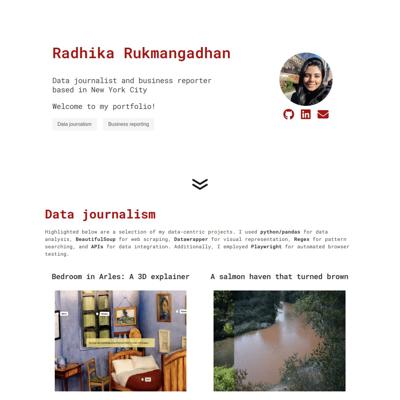 Radhika Rukmangadhan
Data journalist and business reporter
based in New York City
Welcome to my portfolio!
Data journalism
Business reporting
Data journalism
Highlighted below are a selection of my data-centric projects. I used python/pandas for data
analysis, BeautifulSoup for web scraping, Datawrapper for visual representation, Regex for pattern
searching, and APIs for data integration. Additionally, I employed Playwright for automated browser
testing.
Bedroom in Arles: A 3D explainer
A salmon haven that turned brown